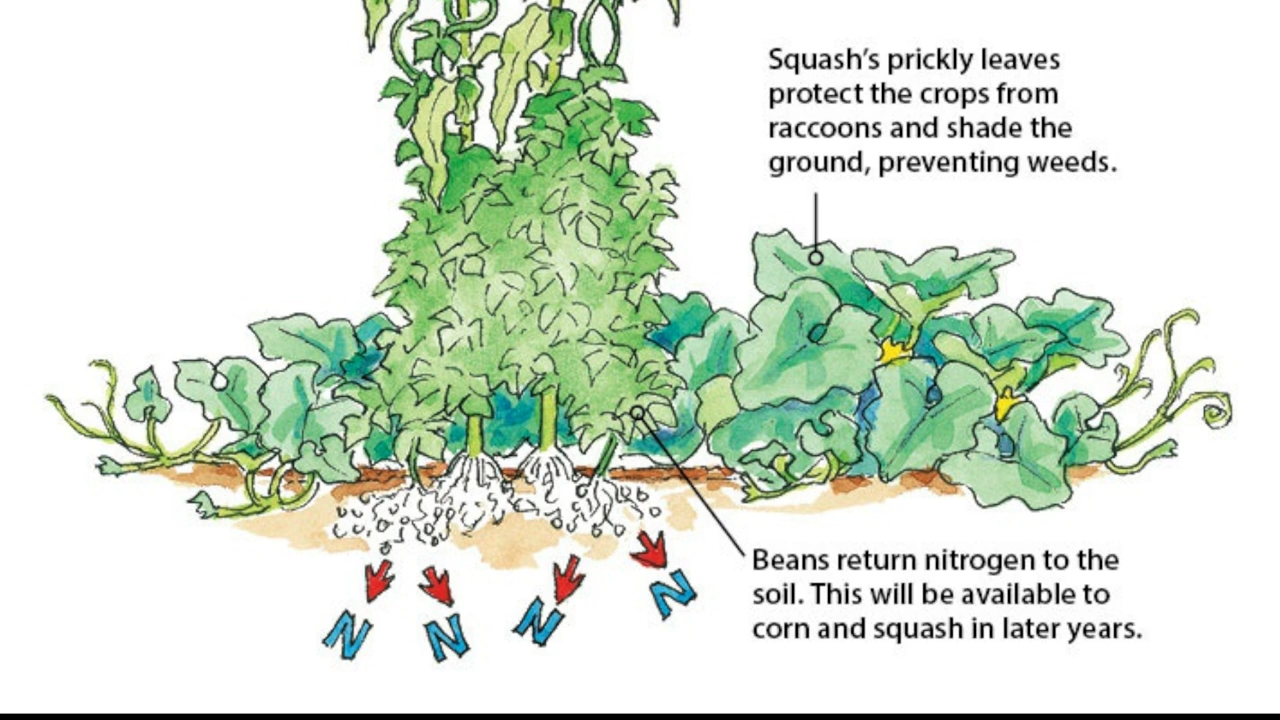 Squash's prickly leaves
protect the crops from
raccoons and shade the
ground, preventing weeds.
Beans return nitrogen to the
soil. This will be available to
corn and squash in later years.
N
N
N
N